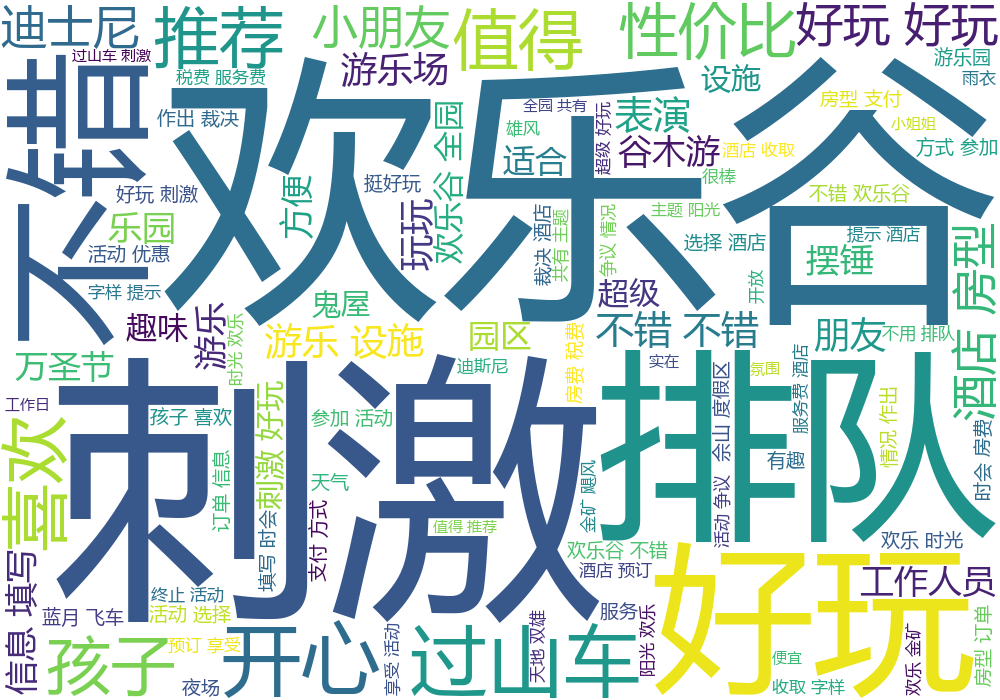 迪士尼
推荐
小朋友
值得
性价比
好玩 好玩
过山车 刺激
税费 服务费
游乐场
设施
游乐园
雨衣
不错
欢乐谷
作出 裁决
全园 共有
表演
房型 支付
小姐姐
雄风
超级 好玩
谷木游
酒店 收取
方式 参加
适合
挺好玩
很棒
好玩 刺激
方便
欢乐谷 全园
玩玩
不错 欢乐谷
主题 阳光
乐园
裁决 酒店
共有 主题
争议 情况
选择 酒店
提示 酒店
活动 优惠
摆锤
房型
酒店
字样 提示
鬼屋
超级
开放
趣味
游乐
时光 欢乐
游乐 设施
园区
不错 不错
朋友
不用 排队
万圣节
迪斯尼
房费 税费
实在
氛围
服务费 酒店
刺激
排队
工作日
孩子 喜欢
刺激 好玩
参加 活动
佘山 度假区
喜欢
有趣
情况 作出
时会 房费
订单 信息
天气
金矿 飓风
支付 方式
值得 推荐
活动 争议
填写 时会
欢乐谷 不错
欢乐 时光
信息 填写
酒店 预订
好玩
工作人员
终止 活动
蓝月 飞车
活动 选择
服务
孩子
预订 享受
开心
享受 活动
过山车
天地 双雄
阳光 欢乐
便宜
夜场
收取 字样
欢乐 金矿
房型 订单